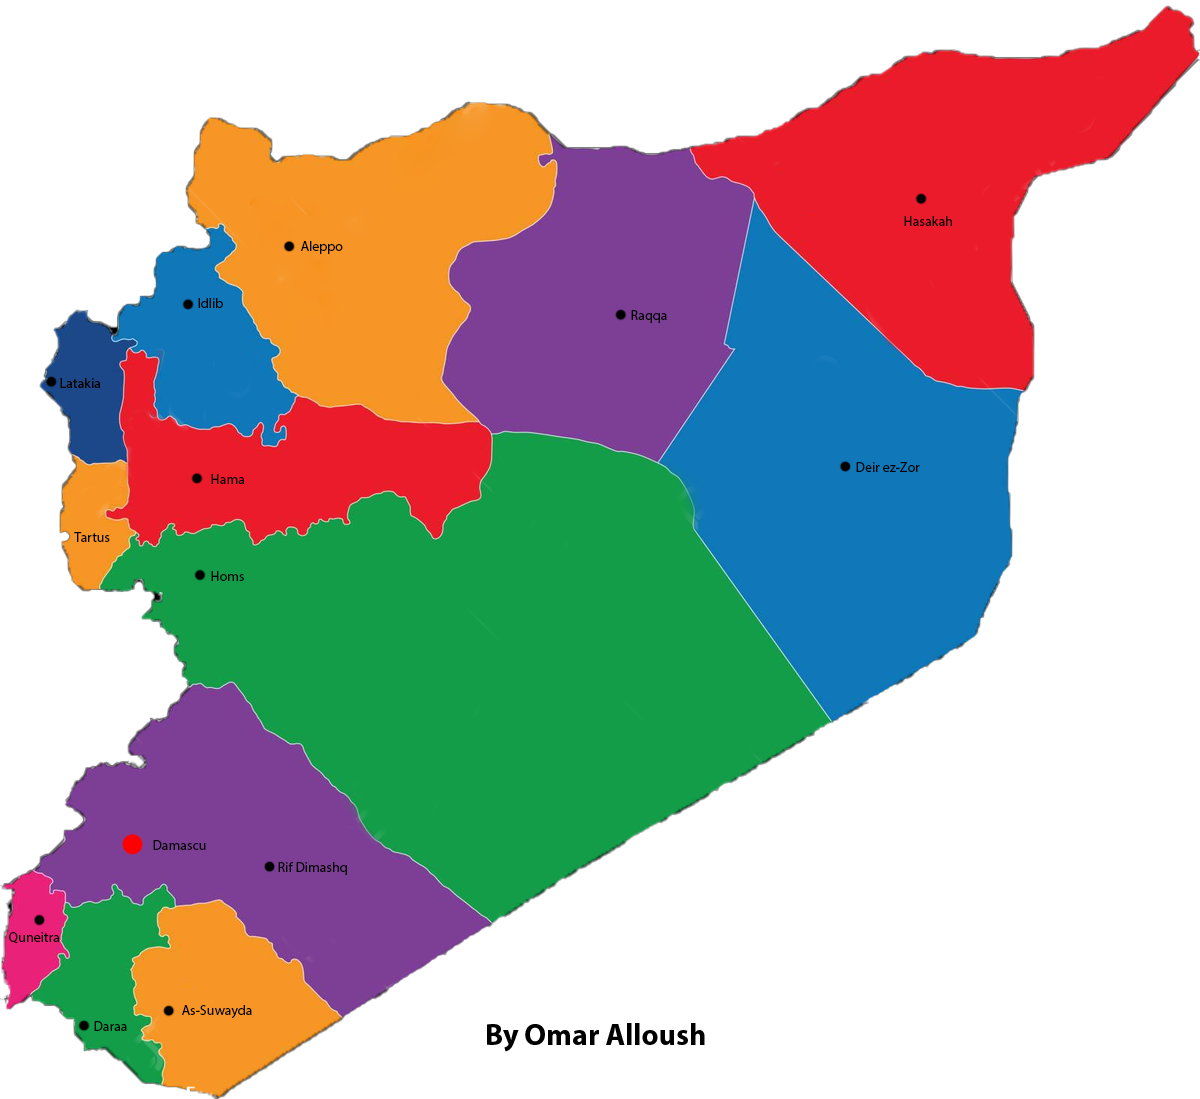 Hasakah
Aleppo
Idlib
Raqqa
Latakia
Deir ez-Zor
Hama
Tartus
Homs
Damascu
Rif Dimashq
Quneitra
As-Suwayda
Daraa
By Omar Alloush